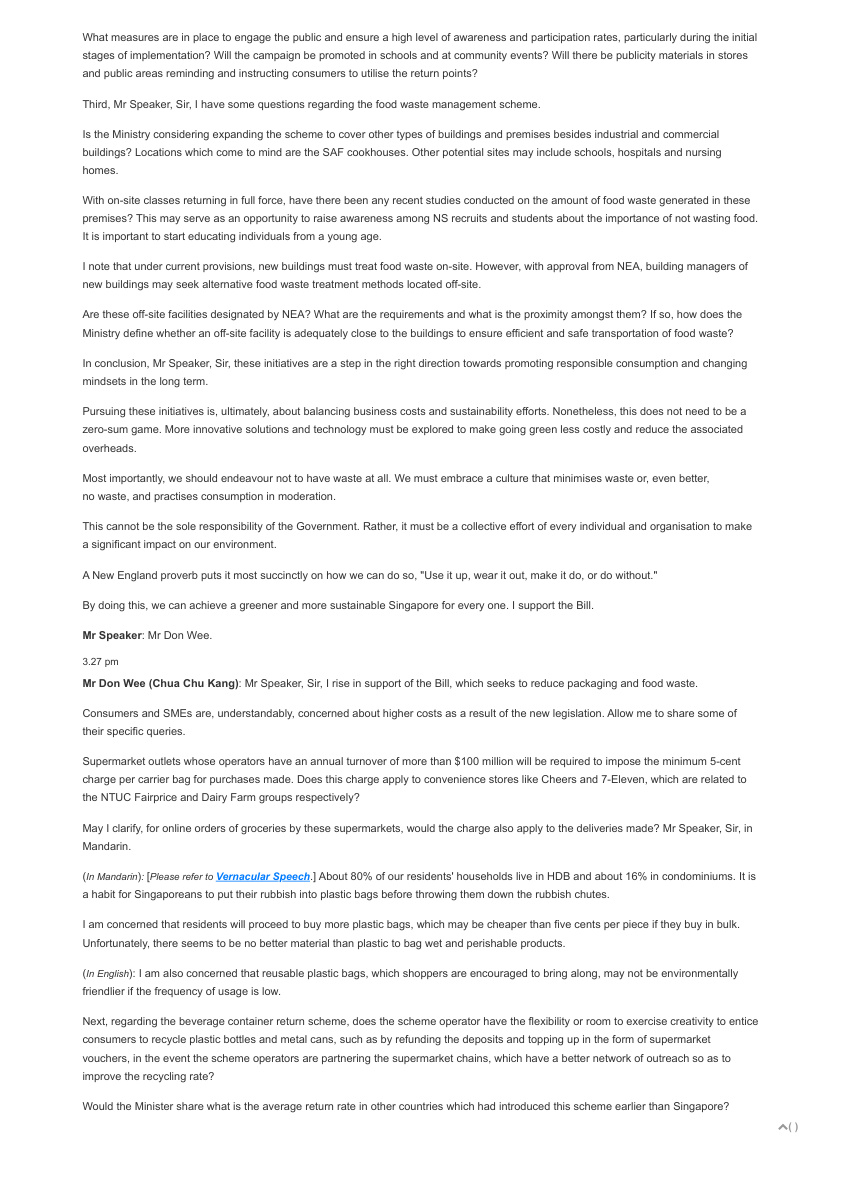 What measures are in place to engage the public and ensure a high level of awareness and participation rates, particularly during the initial
stages of implementation? Will the campaign be promoted in schools and at community events? Will there be publicity materials in stores
and public areas reminding and instructing consumers to utilise the return points?
Third, Mr Speaker, Sir, I have some questions regarding the food waste management scheme.
Is the Ministry considering expanding the scheme to cover other types of buildings and premises besides industrial and commercial
buildings? Locations which come to mind are the SAF cookhouses. Other potential sites may include schools, hospitals and nursing
homes.
With on-site classes returning in full force, have there been any recent studies conducted on the amount of food waste generated in these
premises? This may serve as an opportunity to raise awareness among NS recruits and students about the importance of not wasting food.
It is important to start educating individuals from a young age.
I note that under current provisions, new buildings must treat food waste on-site. However, with approval from NEA, building managers of
new buildings may seek alternative food waste treatment methods located off-site.
Are these off-site facilities designated by NEA? What are the requirements and what is the proximity amongst them? If so, how does the
Ministry define whether an off-site facility is adequately close to the buildings to ensure efficient and safe transportation of food waste?
In conclusion, Mr Speaker, Sir, these initiatives are a step in the right direction towards promoting responsible consumption and changing
mindsets in the long term.
Pursuing these initiatives is, ultimately, about balancing business costs and sustainability efforts. Nonetheless, this does not need to be a
zero-sum game. More innovative solutions and technology must be explored to make going green less costly and reduce the associated
overheads.
Most importantly, we should endeavour not to have waste at all. We must embrace a culture that minimises waste or, even better,
no waste, and practises consumption in moderation.
This cannot be the sole responsibility of the Government. Rather, it must be a collective effort of every individual and organisation to make
a significant impact on our environment.
A New England proverb puts it most succinctly on how we can do so, "Use it up, wear it out, make it do, or do without."
By doing this, we can achieve a greener and more sustainable Singapore for every one. I support the Bill.
Mr Speaker: Mr Don Wee.
3.27 pm
Mr Don Wee (Chua Chu Kang): Mr Speaker, Sir, I rise in support of the Bill, which seeks to reduce packaging and food waste.
Consumers and SMEs are, understandably, concerned about higher costs as a result of the new legislation. Allow me to share some of
their specific queries.
Supermarket outlets whose operators have an annual turnover of more than $100 million will be required to impose the minimum 5-cent
charge per carrier bag for purchases made. Does this charge apply to convenience stores like Cheers and 7-Eleven, which are related to
the NTUC Fairprice and Dairy Farm groups respectively?
May I clarify, for online orders of groceries by these supermarkets, would the charge also apply to the deliveries made? Mr Speaker, Sir, in
Mandarin.
(In Mandarin): [Please refer to Vernacular Speech.] About 80% of our residents' households live in HDB and about 16% in condominiums. It is
a habit for Singaporeans to put their rubbish into plastic bags before throwing them down the rubbish chutes.
I am concerned that residents will proceed to buy more plastic bags, which may be cheaper than five cents per piece if they buy in bulk.
Unfortunately, there seems to be no better material than plastic to bag wet and perishable products.
(In English): I am also concerned that reusable plastic bags, which shoppers are encouraged to bring along, may not be environmentally
friendlier if the frequency of usage is low.
Next, regarding the beverage container return scheme, does the scheme operator have the flexibility or room to exercise creativity to entice
consumers to recycle plastic bottles and metal cans, such as by refunding the deposits and topping up in the form of supermarket
vouchers, in the event the scheme operators are partnering the supermarket chains, which have a better network of outreach so as to
improve the recycling rate?
Would the Minister share what is the average return rate in other countries which had introduced this scheme earlier than Singapore?
( )